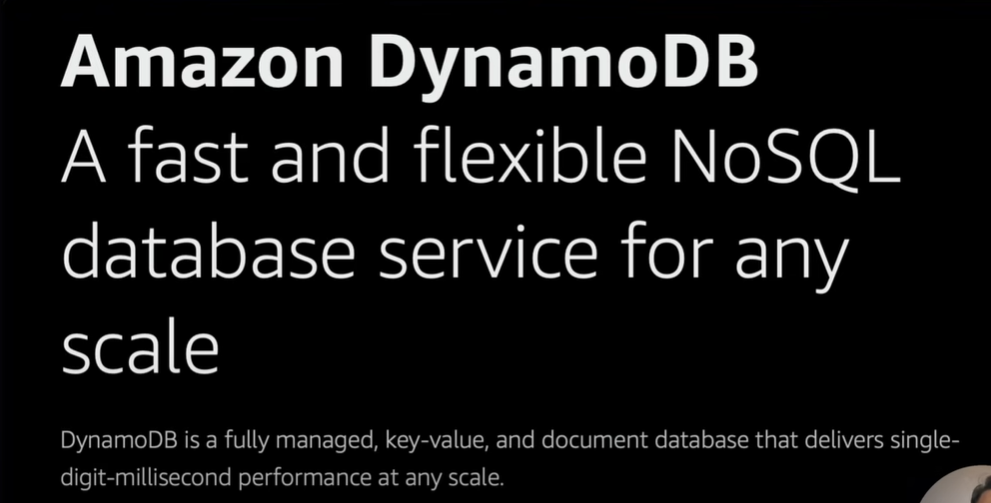 Amazon DynamoDB
A fast and flexible NoSQL
database service for any
scale
DynamoDB is a fully managed, key-value, and document database that delivers single-
digit-millisecond performance at any scale.